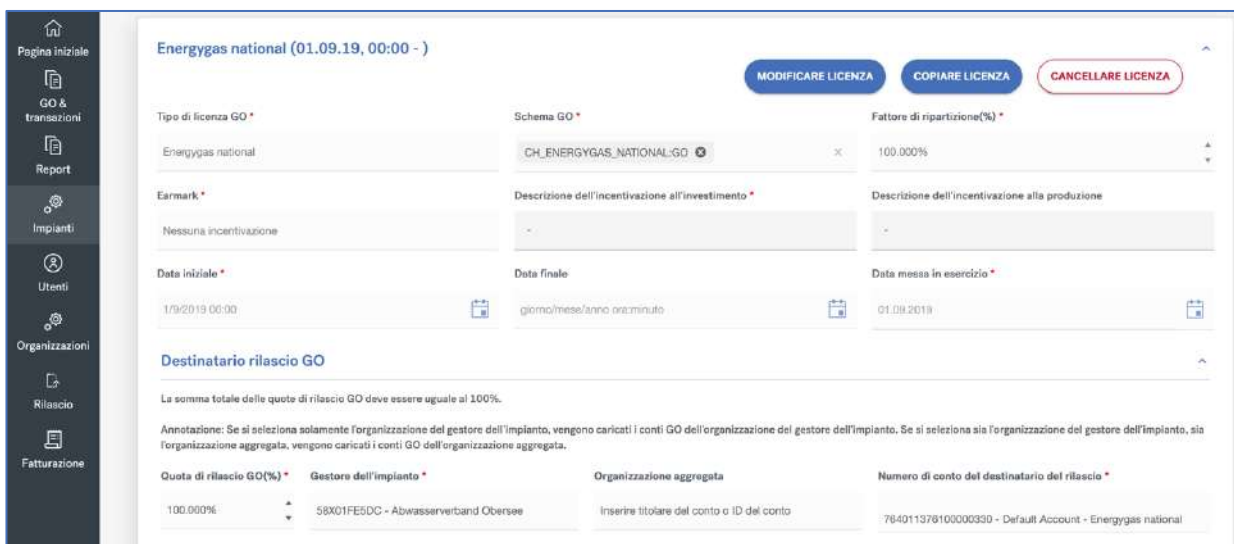 Pagina iniziale
GO &
transazioni
Report
Impianti
Utenti
Organizzazioni
Rilascio
Fatturazione
Energygas national (01.09.19, 00:00 - )
MODIFICARE LICENZA
COPIARE LICENZA
CANCELLARE LICENZA
Tipo di licenza GO *
Schema GO *
Fattore di ripartizione(%) *
Energygas national
CH_ENERGYGAS_NATIONAL:GO
100.000%
Earmark *
Descrizione dell'incentivazione all'investimento *
Descrizione dell'incentivazione alla produzione
Nessuna incentivazione
-
-
Data iniziale *
Data finale
Data messa in esercizio *
1/9/2019 00:00
giorno/mese/anno ora:minuto
01.09.2019
Destinatario rilascio GO
La somma totale delle quote di rilascio GO deve essere uguale al 100%.
Annotazione: Se si seleziona solamente l'organizzazione del gestore dell'impianto, vengono caricati i conti GO dell'organizzazione del gestore dell'impianto. Se si seleziona sia l'organizzazione del gestore dell'impianto, sia
l'organizzazione aggregata, vengono caricati i conti GO dell'organizzazione aggregata.
Quota di rilascio GO(%) *
Gestore dell'impianto *
Organizzazione aggregata
Numero di conto del destinatario del rilascio *
100.000%
58X01FE5DC - Abwasserverband Obersee
Inserire titolare del conto o ID del conto
764011376100000330 - Default Account - Energygas national